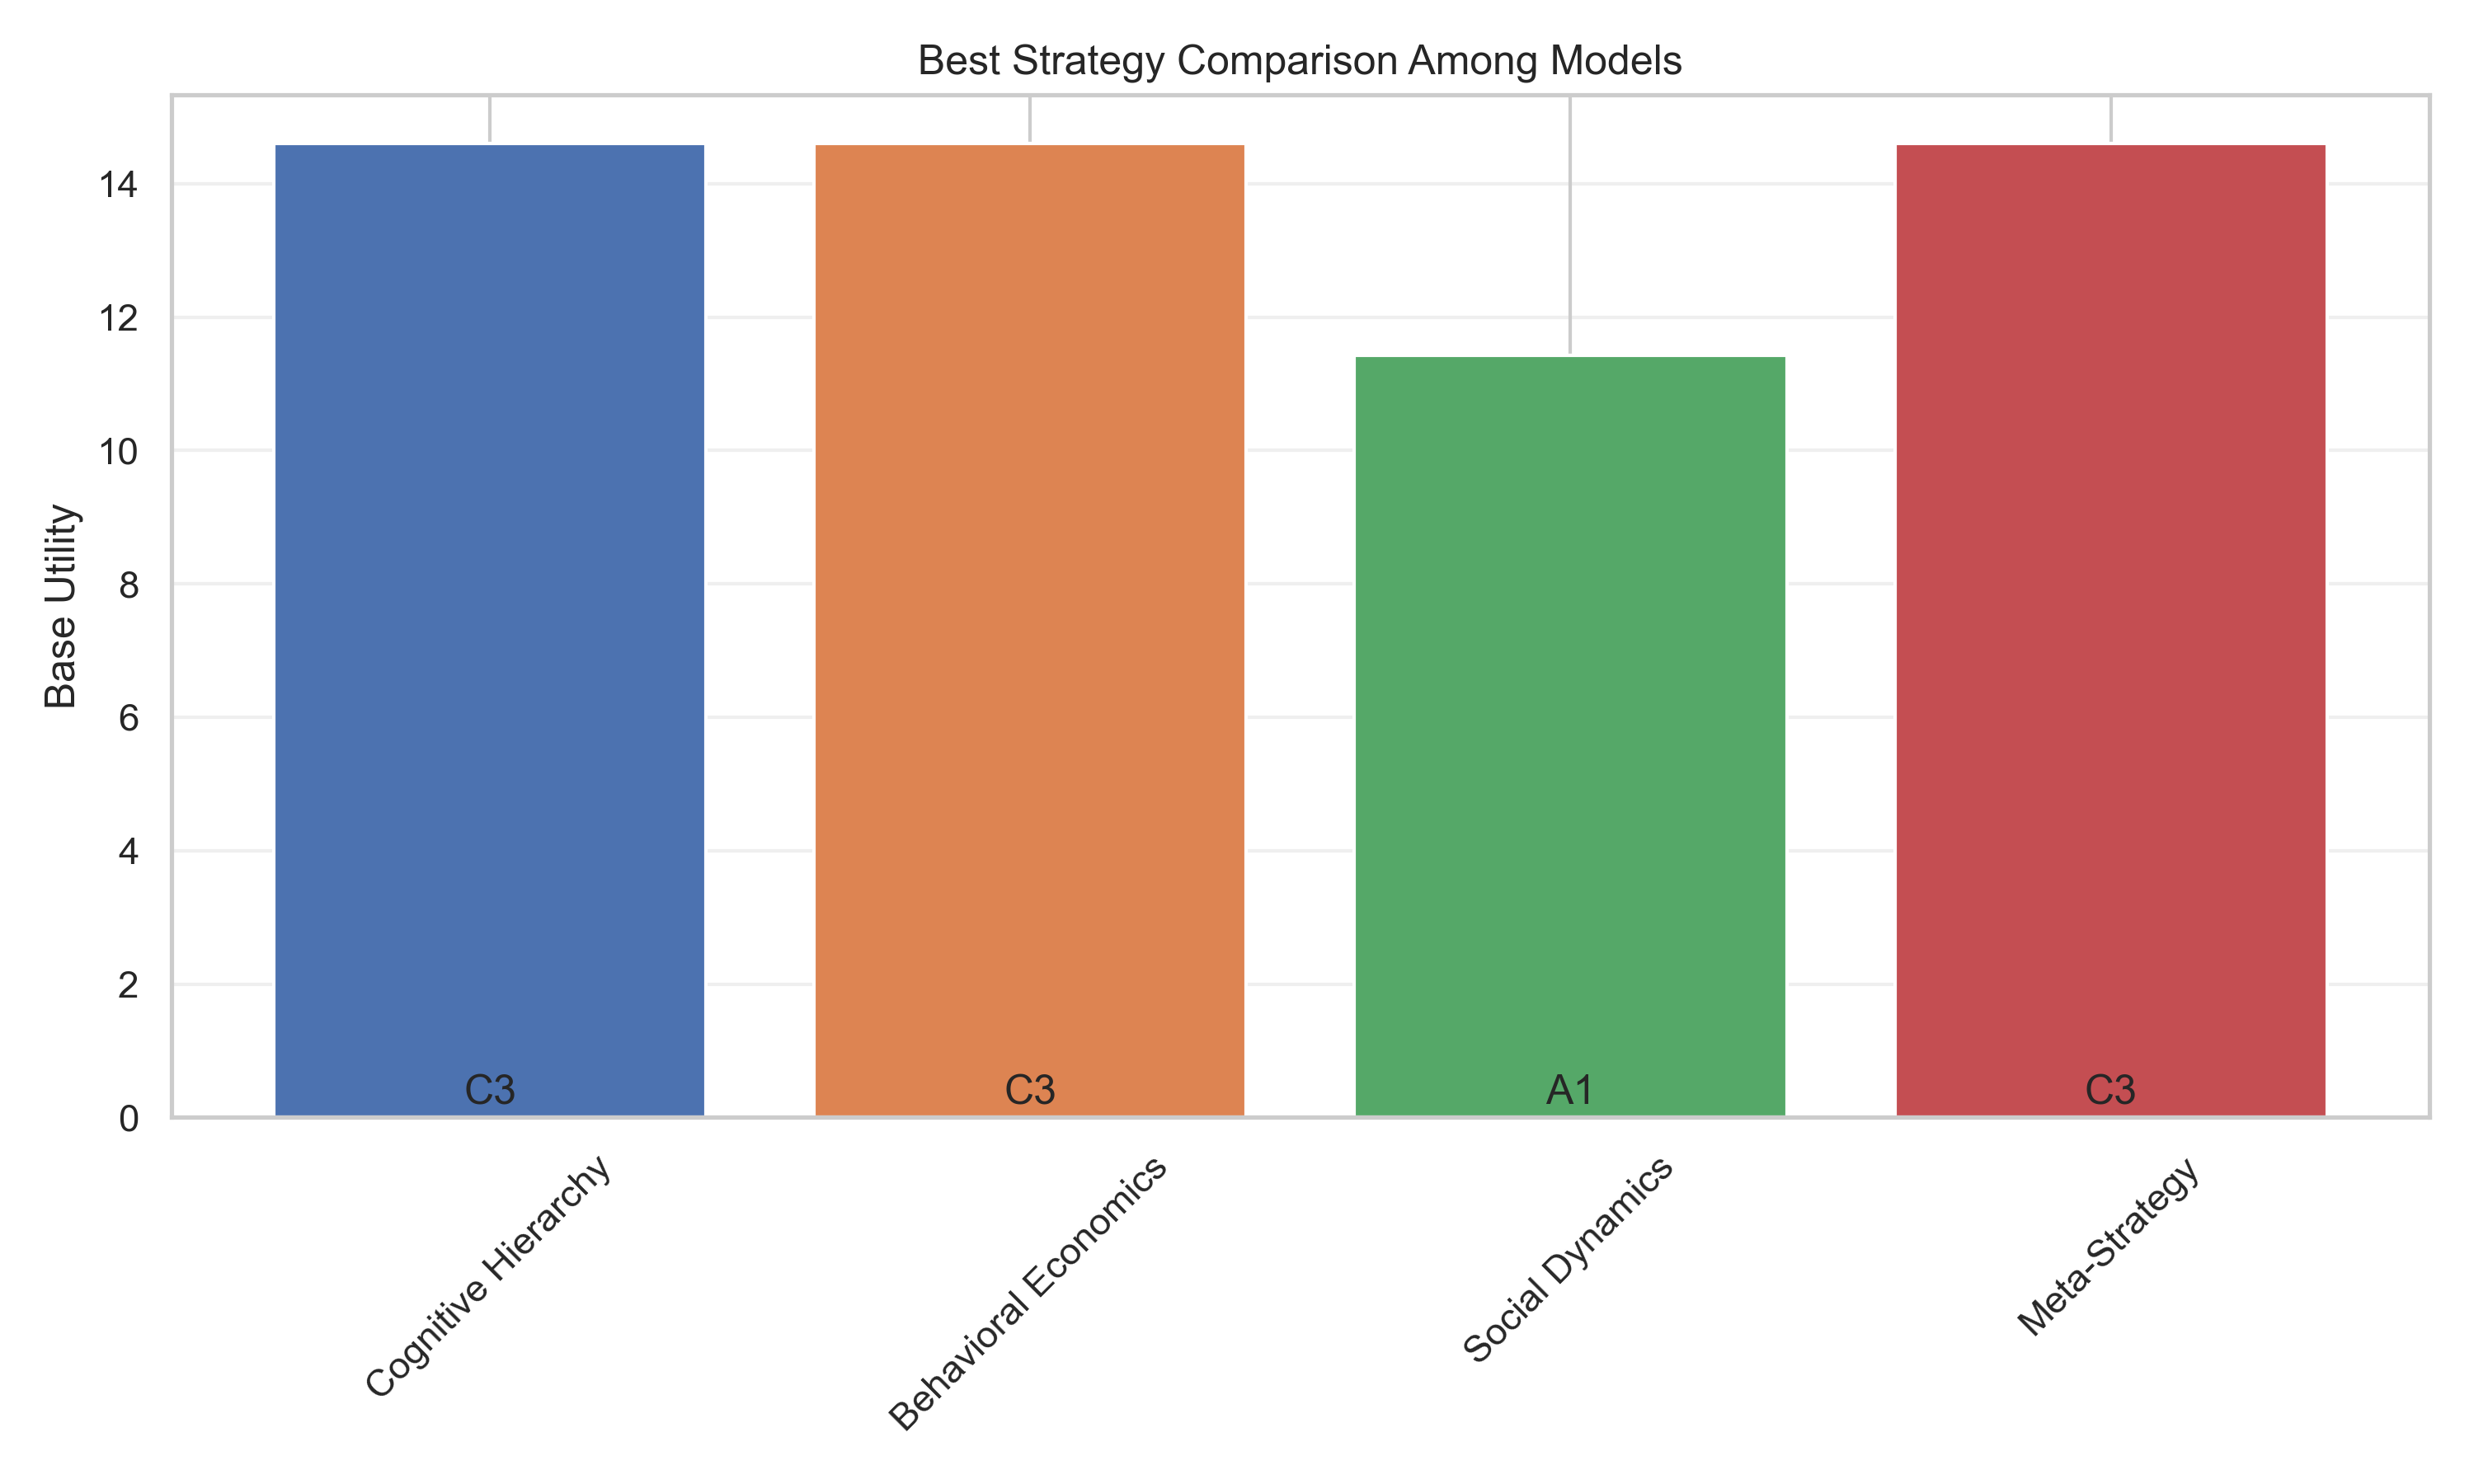 Best Strategy Comparison Among Models
Base Utility
14
12
10
8
6
4
2
0
C3
C3
A1
C3
Cognitive Hierarchy
Behavioral Economics
Social Dynamics
Meta-Strategy